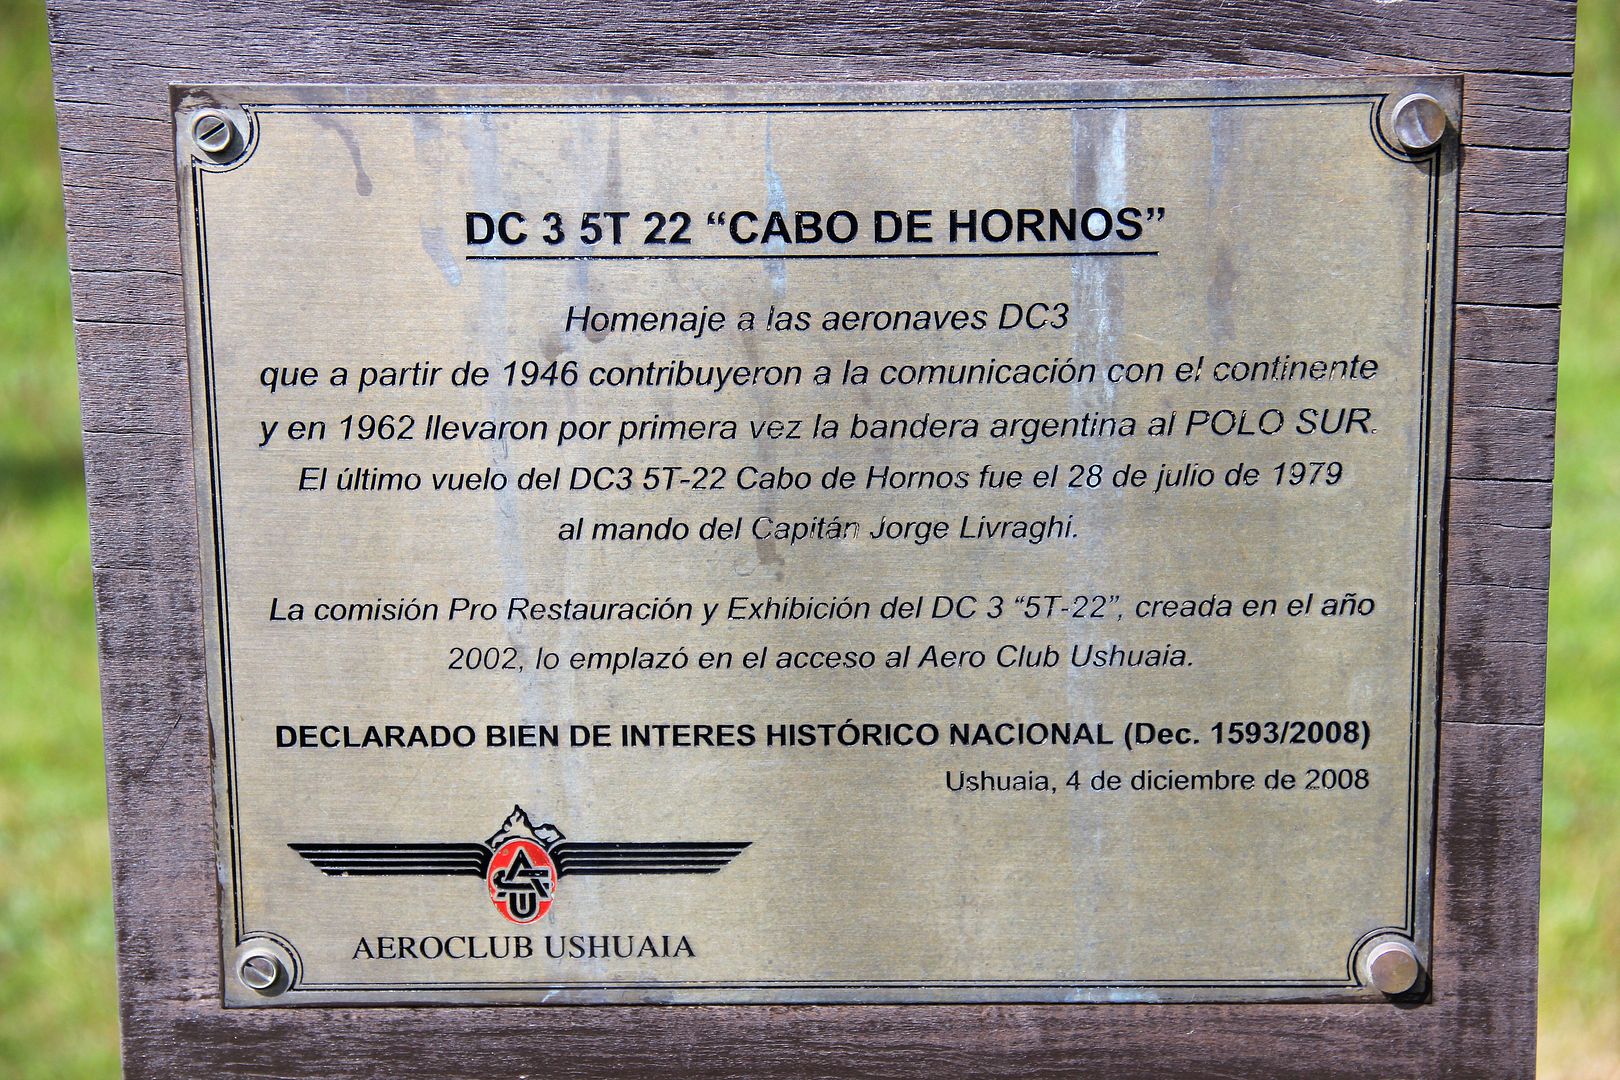 DC 3 5T 22 “CABO DE HORNOS”
Homenaje a las aeronaves DC3
que a partir de 1946 contribuyeron a la comunicación con el continente
y en 1962 llevaron por primera vez la bandera argentina al POLO SUR.
El último vuelo del DC3 5T-22 Cabo de Hornos fue el 28 de julio de 1979
al mando del Capitán Jorge Livraghi.
La comisión Pro Restauración y Exhibición del DC 3 “5T-22”, creada en el año
2002, lo emplazó en el acceso al Aero Club Ushuaia.
DECLARADO BIEN DE INTERES HISTÓRICO NACIONAL (Dec. 1593/2008)
Ushuaia, 4 de diciembre de 2008
ACU
AEROCLUB USHUAIA